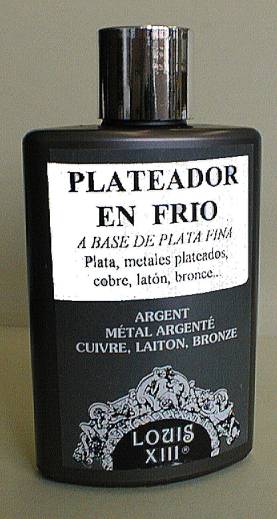 PLATEADOR
EN FRIO
A BASE DE PLATA FINA
Plata, metales plateados,
cobre, latón, bronce...
ARGENT
MÉTAL ARGENTÉ
CUIVRE, LAITON, BRONZE
LOUIS
XIII®